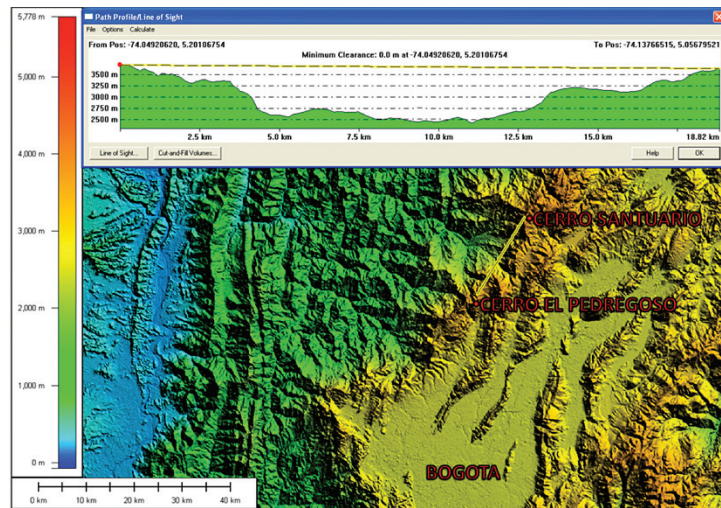 5,778 m
Path Profile/Line of Sight
File Options Calculate
From Pos: -74.04920620, 5.20106754
To Pos: -74.13766515, 5.05679521
Minimum Clearance: 0.0 m at -74.04920620, 5.20106754
3500 m
3250 m
3000 m
2750 m
2500 m
2.5 km 5.0 km 7.5 km 10.0 km 12.5 km 15.0 km 18.82 km
Line of Sight... Cut-and-Fill Volumes... Help OK
5,000 m
4,000 m
3,000 m
2,000 m
1,000 m
0 m
CERRO SANTUARIO
CERRO EL PEDREGOSO
BOGOTA
0 km 10 km 20 km 30 km 40 km